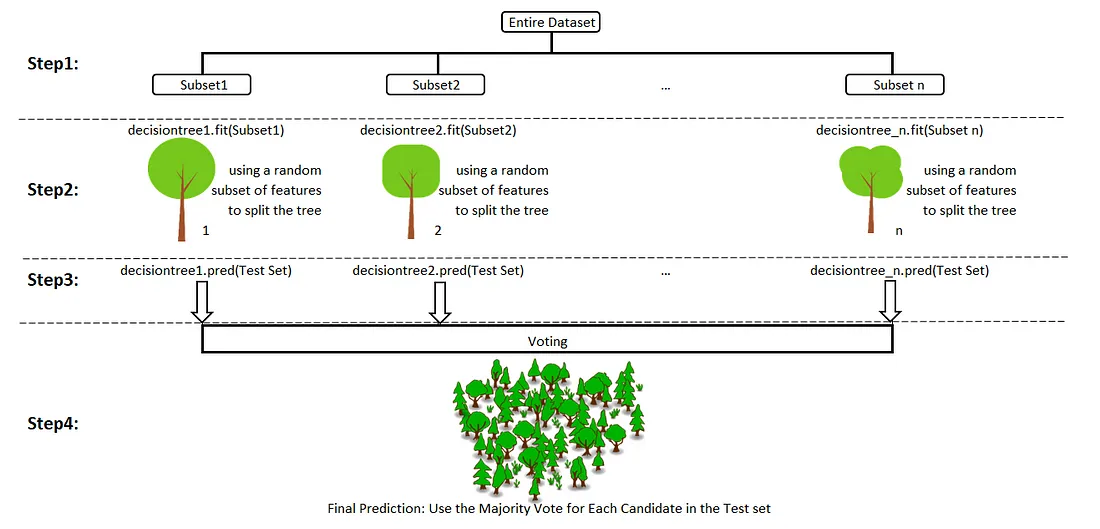 Entire Dataset
Step1:
Subset1
Subset2
...
Subset n
decisiontree1.fit(Subset1)
decisiontree2.fit(Subset2)
decisiontree_n.fit(Subset n)
Step2:
using a random
subset of features
to split the tree
1
using a random
subset of features
to split the tree
2
using a random
subset of features
to split the tree
n
Step3:
decisiontree1.pred(Test Set)
decisiontree2.pred(Test Set)
...
decisiontree_n.pred(Test Set)
Voting
Step4:
Final Prediction: Use the Majority Vote for Each Candidate in the Test set